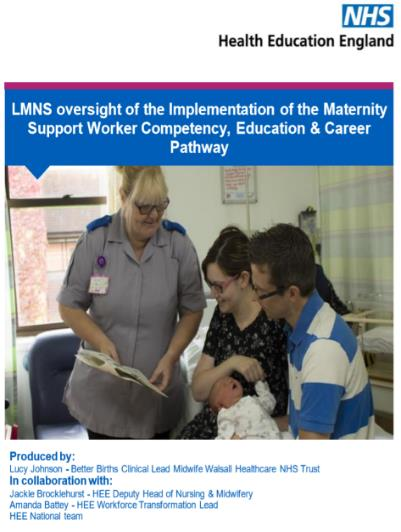 NHS
Health Education England
LMNS oversight of the Implementation of the Maternity
Support Worker Competency, Education & Career
Pathway
Produced by:
Lucy Johnson - Better Births Clinical Lead Midwife Walsall Healthcare NHS Trust
In collaboration with:
Jackie Brocklehurst - HEE Deputy Head of Nursing & Midwifery
Amanda Battey - HEE Workforce Transformation Lead
HEE National team